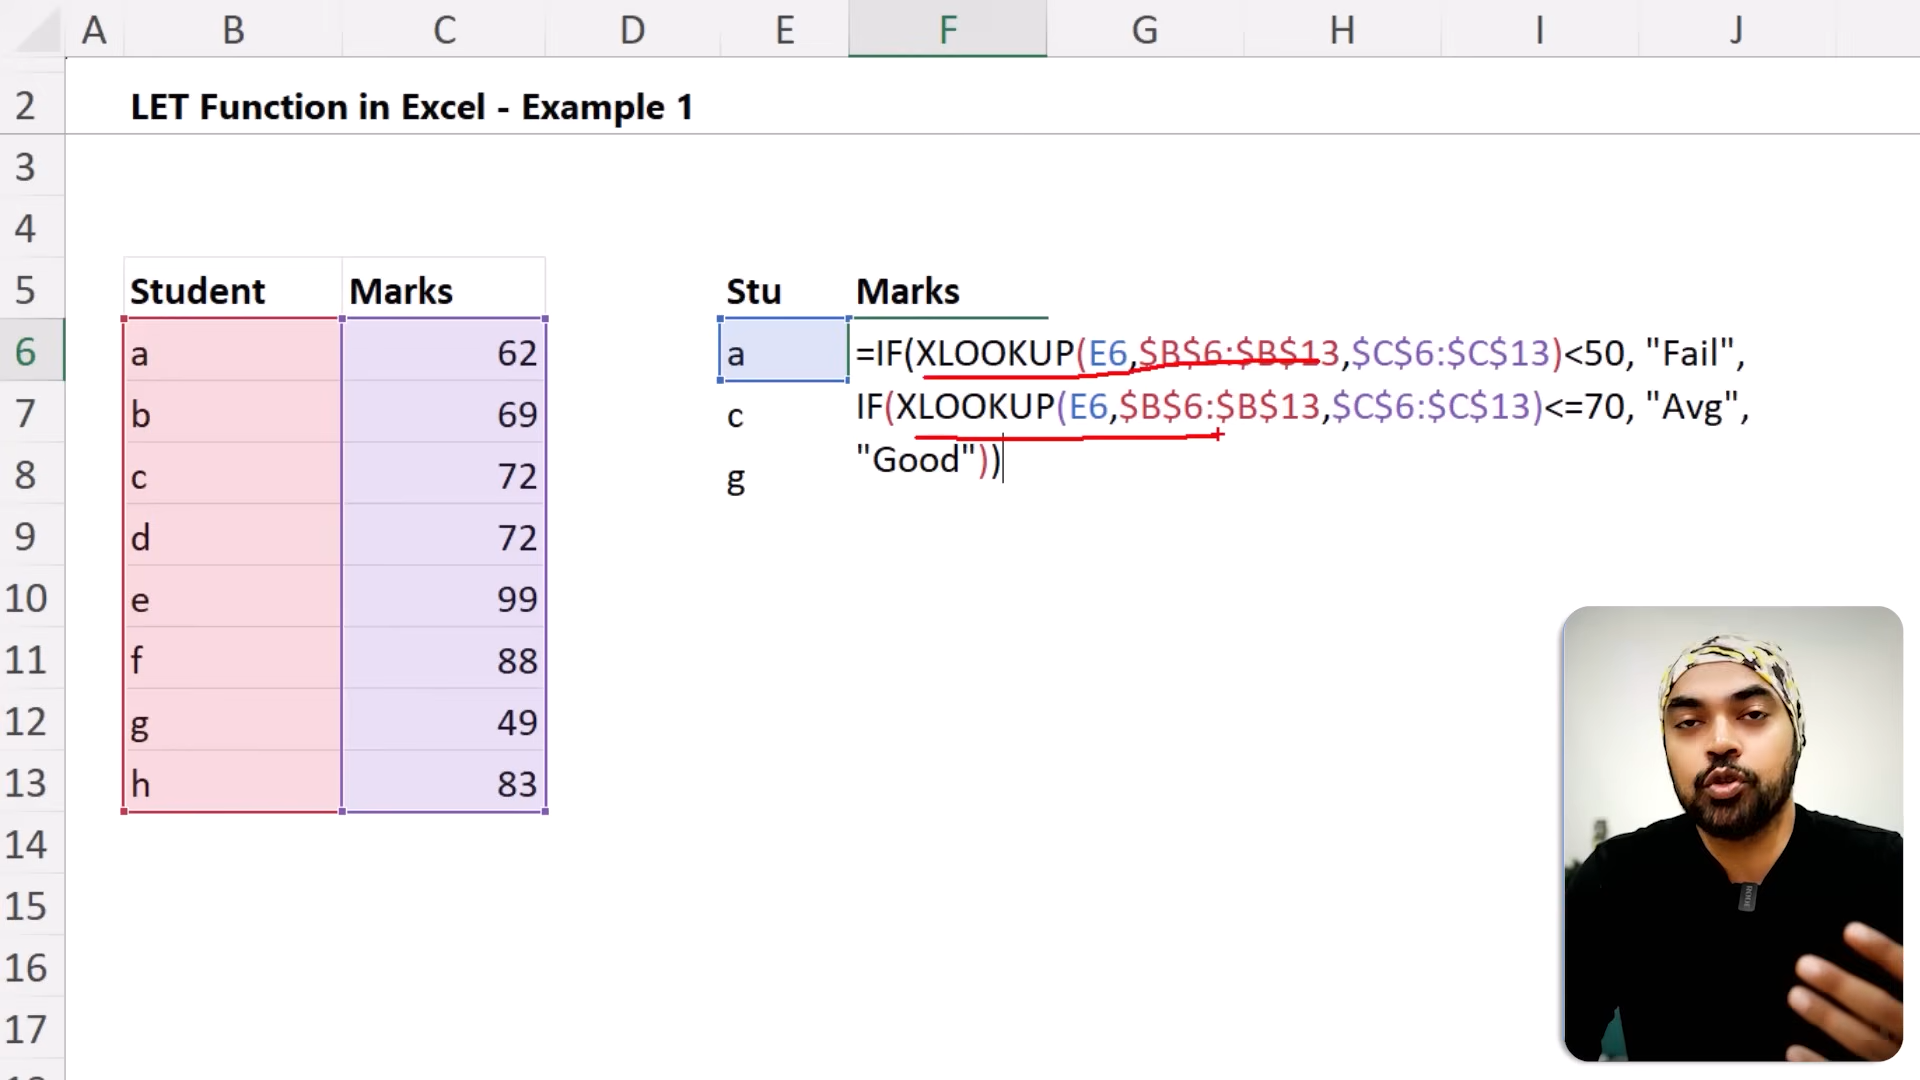 A B C D E F G H I J
2 LET Function in Excel - Example 1
3
4
5 Student Marks Stu Marks
6 a 62 a =IF(XLOOKUP(E6,$B$6:$B$13,$C$6:$C$13)<50, "Fail",
IF(XLOOKUP(E6,$B$6:$B$13,$C$6:$C$13)<=70, "Avg",
"Good"))
7 b 69 c
8 c 72 g
9 d 72
10 e 99
11 f 88
12 g 49
13 h 83
14
15
16
17